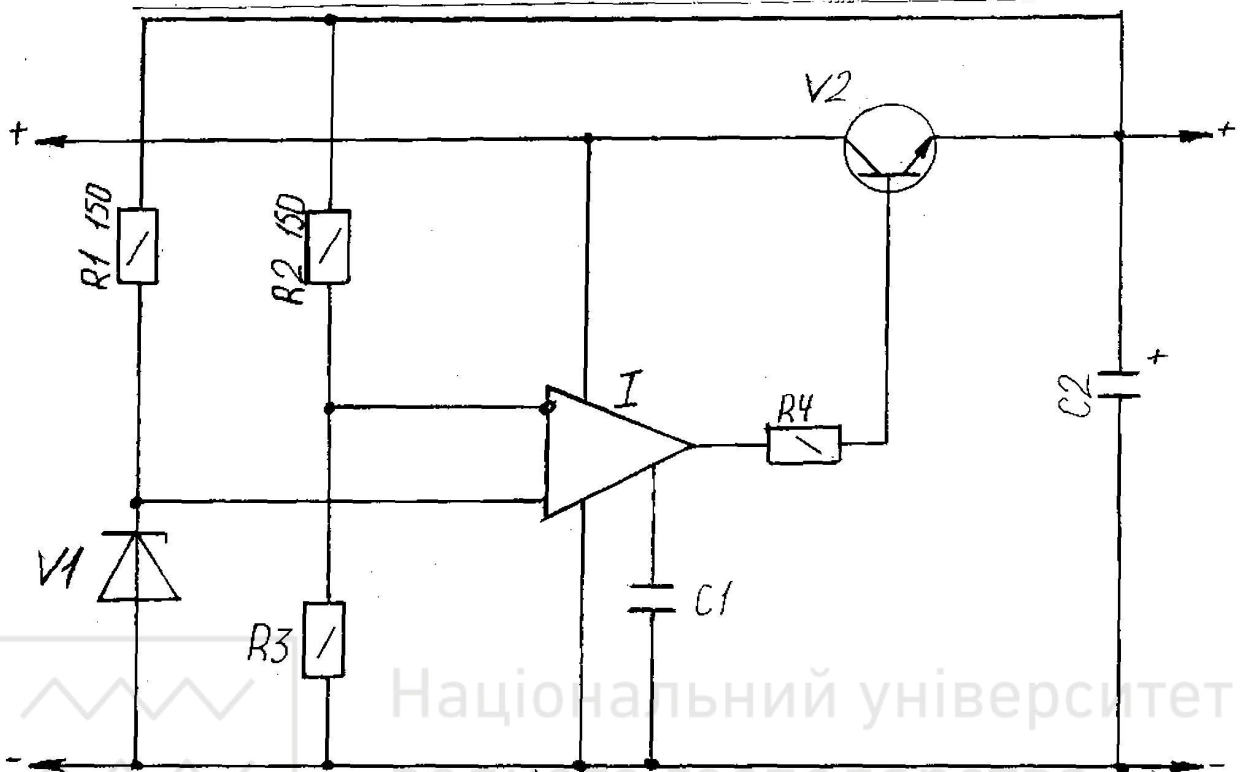 V2
+
+
R1 150
R2 150
I
R4
C2
+
V1
C1
R3
Національний університет
-
-